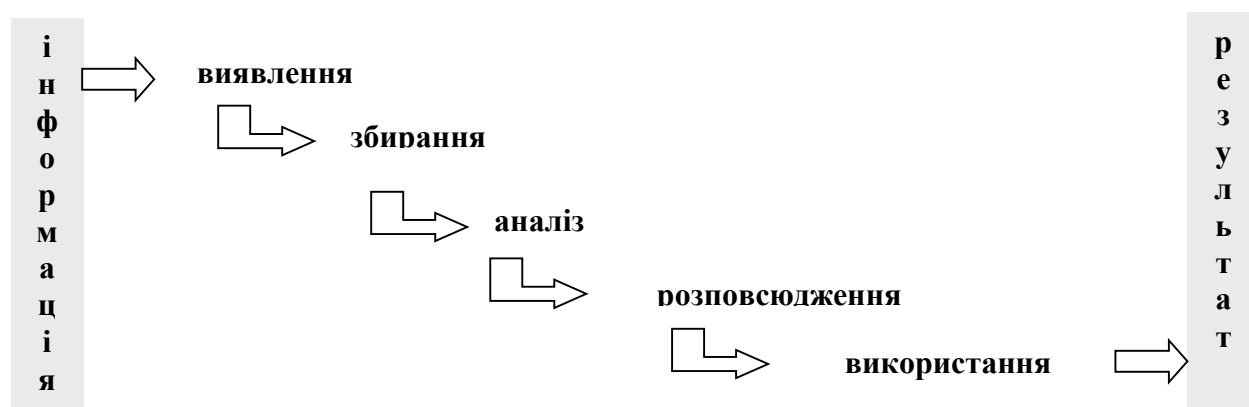 інформація
виявлення
збирання
аналіз
розповсюдження
використання
результат